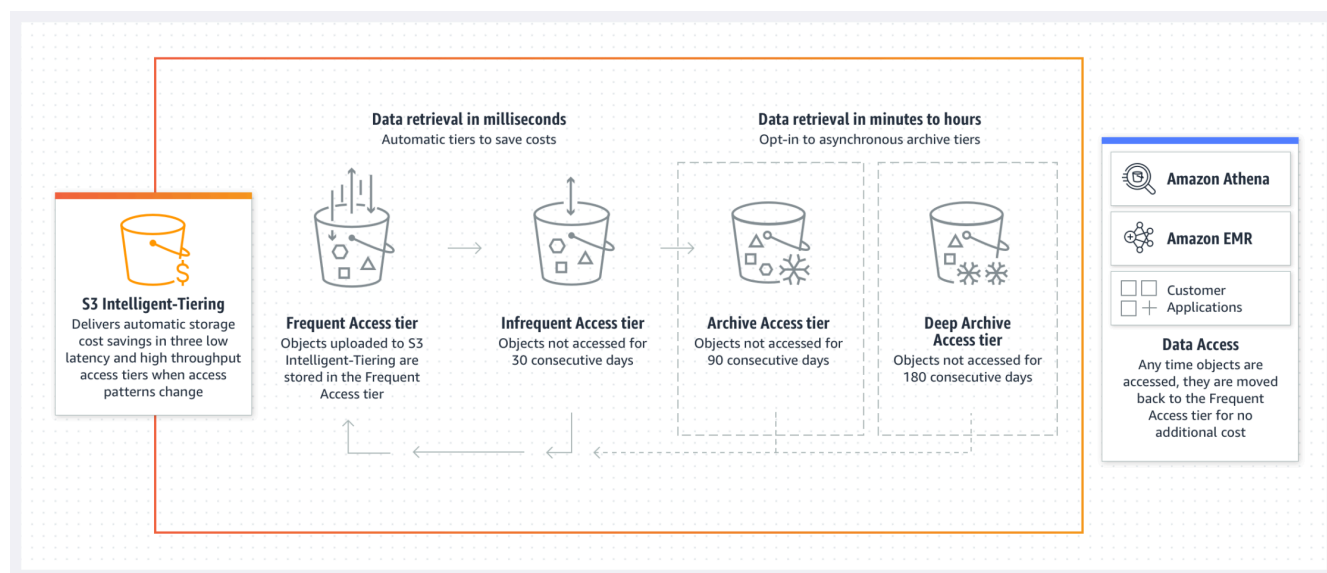 Data retrieval in milliseconds
Automatic tiers to save costs
Data retrieval in minutes to hours
Opt-in to asynchronous archive tiers
S3 Intelligent-Tiering
Delivers automatic storage
cost savings in three low
latency and high throughput
access tiers when access
patterns change
Frequent Access tier
Objects uploaded to S3
Intelligent-Tiering are
stored in the Frequent
Access tier
Infrequent Access tier
Objects not accessed for
30 consecutive days
Archive Access tier
Objects not accessed for
90 consecutive days
Deep Archive
Access tier
Objects not accessed for
180 consecutive days
Amazon Athena
Amazon EMR
Customer
Applications
Data Access
Any time objects are
accessed, they are moved
back to the Frequent
Access tier for no
additional cost